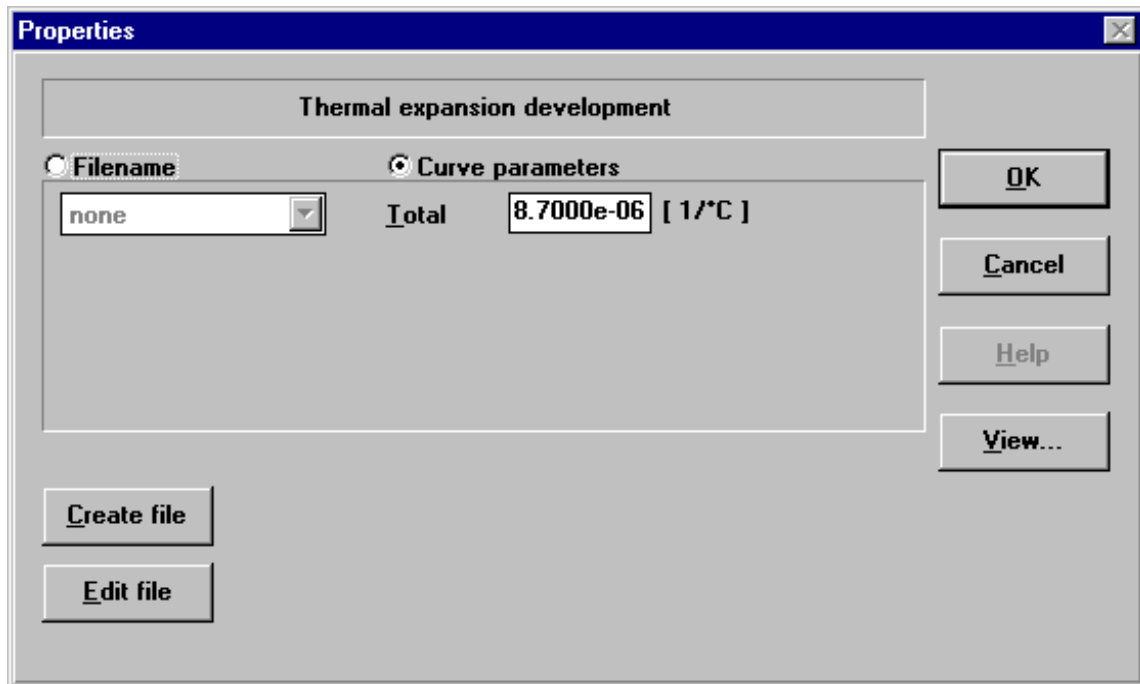 Properties
Thermal expansion development
Filename Curve parameters
OK
none Total 8.7000e-06 [ 1/°C ]
Cancel
Help
View...
Create file
Edit file